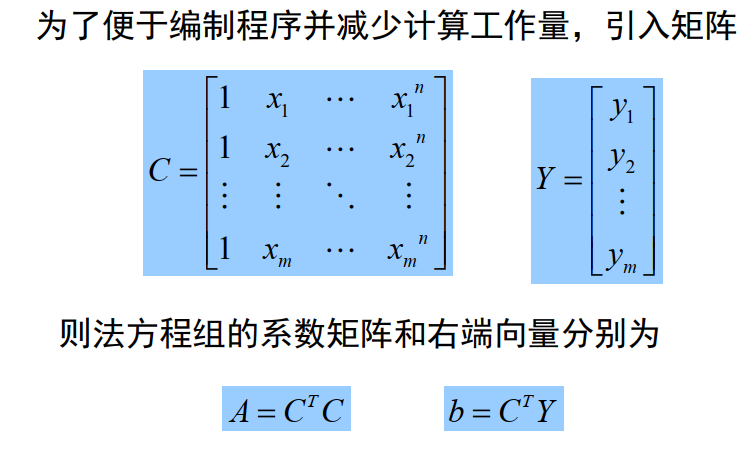 为了便于编制程序并减少计算工作量，引入矩阵
C = \begin{bmatrix} 1 & x_1 & \cdots & x_1^n \\ 1 & x_2 & \cdots & x_2^n \\ \vdots & \vdots & \ddots & \vdots \\ 1 & x_m & \cdots & x_m^n \end{bmatrix} Y = \begin{bmatrix} y_1 \\ y_2 \\ \vdots \\ y_m \end{bmatrix}
则法方程组的系数矩阵和右端向量分别为
A = C^T C b = C^T Y